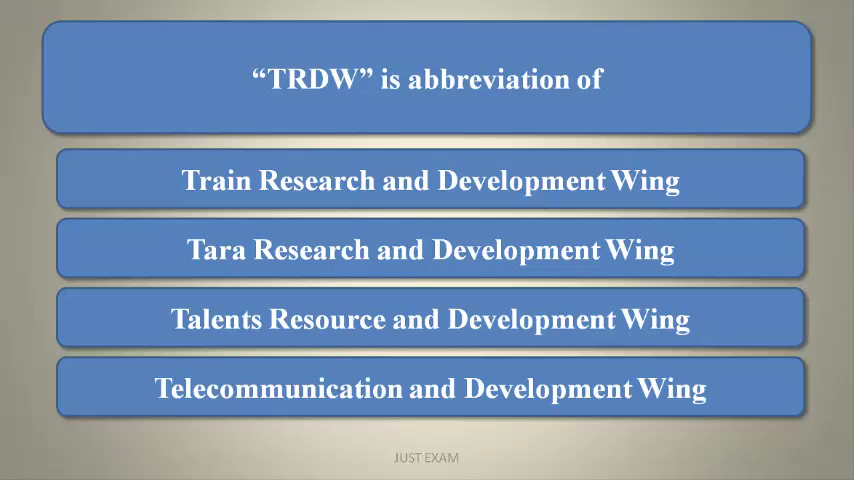 “TRDW” is abbreviation of
Train Research and Development Wing
Tara Research and Development Wing
Talents Resource and Development Wing
Telecommunication and Development Wing
JUST EXAM